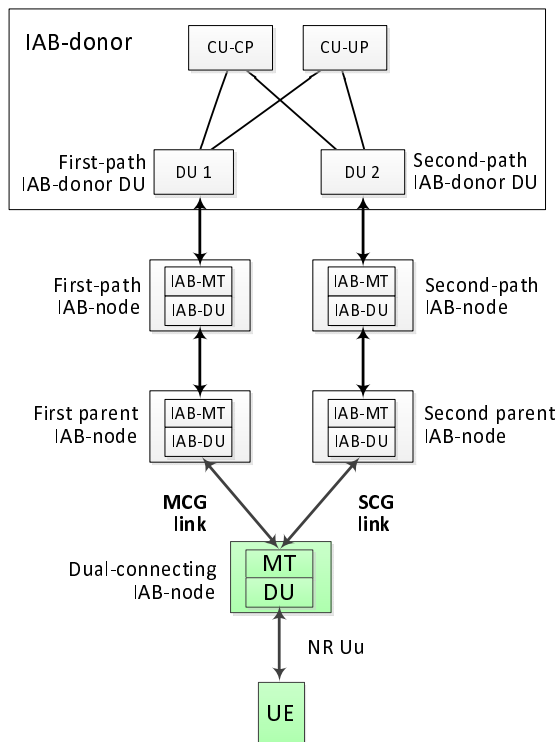 IAB-donor
CU-CP
CU-UP
First-path
IAB-donor DU
DU 1
DU 2
Second-path
IAB-donor DU
First-path
IAB-node
IAB-MT
IAB-DU
IAB-MT
IAB-DU
Second-path
IAB-node
First parent
IAB-node
IAB-MT
IAB-DU
IAB-MT
IAB-DU
Second parent
IAB-node
MCG
link
SCG
link
Dual-connecting
IAB-node
MT
DU
NR Uu
UE